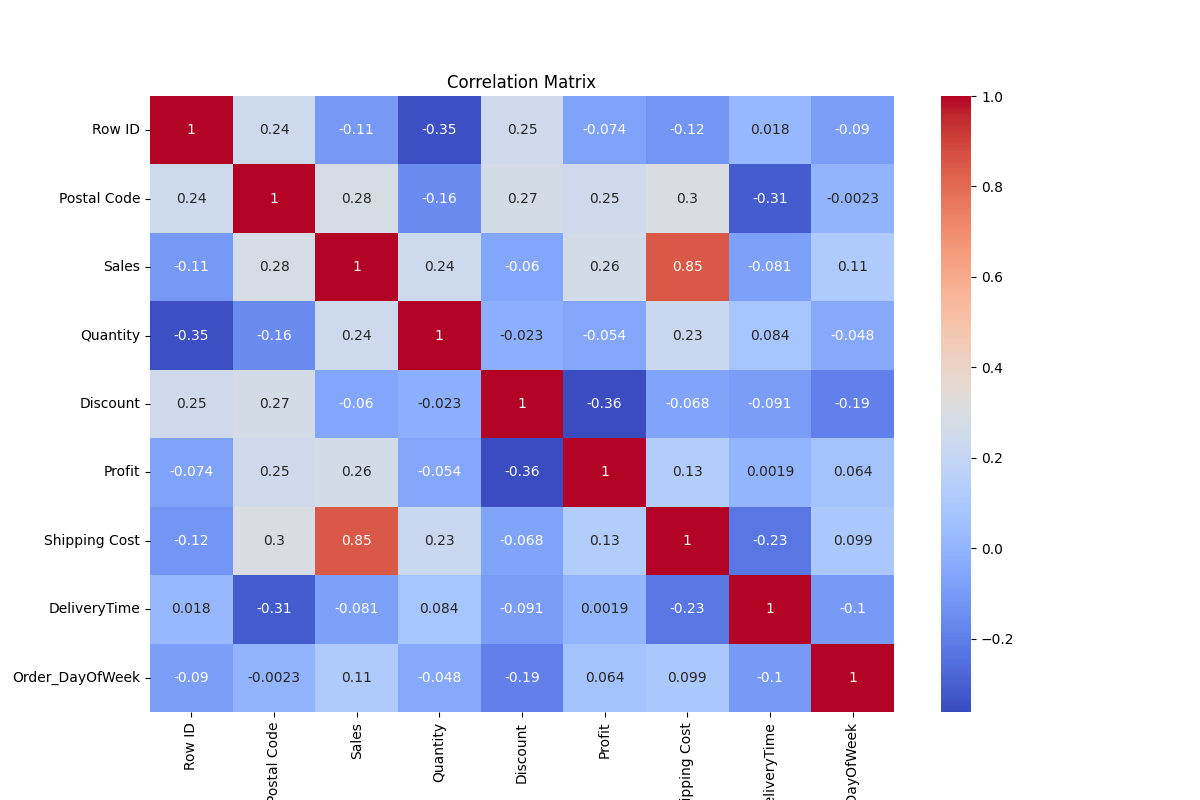 Correlation Matrix
Row ID 1 0.24 -0.11 -0.35 0.25 -0.074 -0.12 0.018 -0.09
Postal Code 0.24 1 0.28 -0.16 0.27 0.25 0.3 -0.31 -0.0023
Sales -0.11 0.28 1 0.24 -0.06 0.26 0.85 -0.081 0.11
Quantity -0.35 -0.16 0.24 1 -0.023 -0.054 0.23 0.084 -0.048
Discount 0.25 0.27 -0.06 -0.023 1 -0.36 -0.068 -0.091 -0.19
Profit -0.074 0.25 0.26 -0.054 -0.36 1 0.13 0.0019 0.064
Shipping Cost -0.12 0.3 0.85 0.23 -0.068 0.13 1 -0.23 0.099
DeliveryTime 0.018 -0.31 -0.081 0.084 -0.091 0.0019 -0.23 1 -0.1
Order_DayOfWeek -0.09 -0.0023 0.11 -0.048 -0.19 0.064 0.099 -0.1 1
Row ID
Postal Code
Sales
Quantity
Discount
Profit
ipping Cost
eliveryTime
DayOfWeek
1.0
0.8
0.6
0.4
0.2
0.0
−0.2